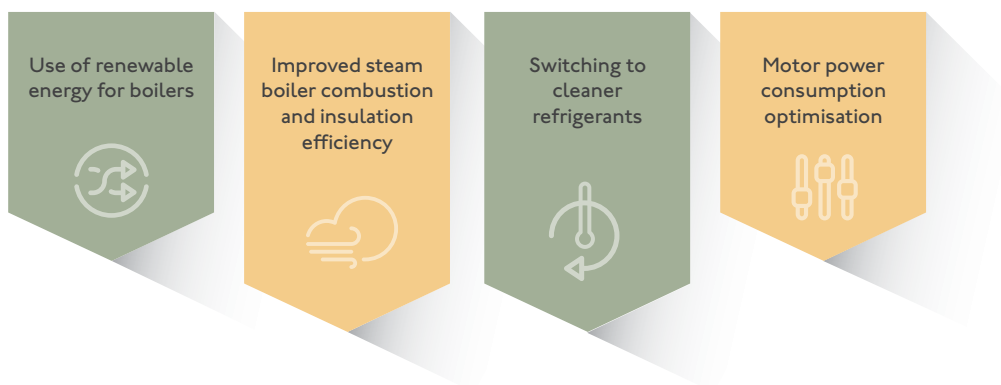 Use of renewable
energy for boilers
Improved steam
boiler combustion
and insulation
efficiency
Switching to
cleaner
refrigerants
Motor power
consumption
optimisation